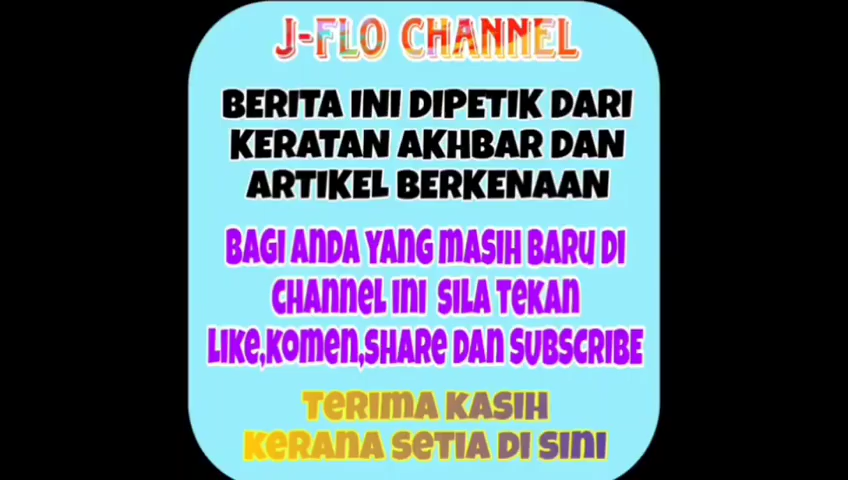 J-FLO CHANNEL
BERITA INI DIPETIK DARI
KERATAN AKHBAR DAN
ARTIKEL BERKENAAN
BAGI ANDA YANG MASIH BARU DI
CHANNEL INI SILA TEKAN
LIKE,KOMEN,SHARE DAN SUBSCRIBE
TERIMA KASIH
KERANA SETIA DI SINI